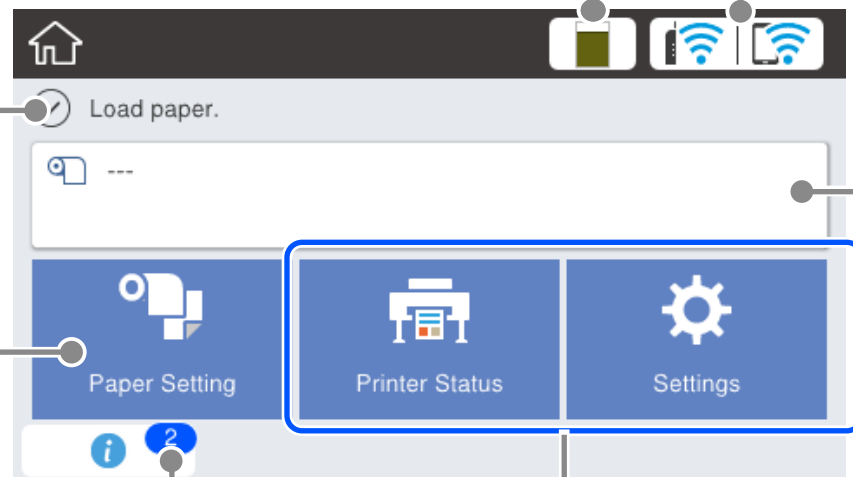 Load paper.
---
Paper Setting
Printer Status
Settings
i
2